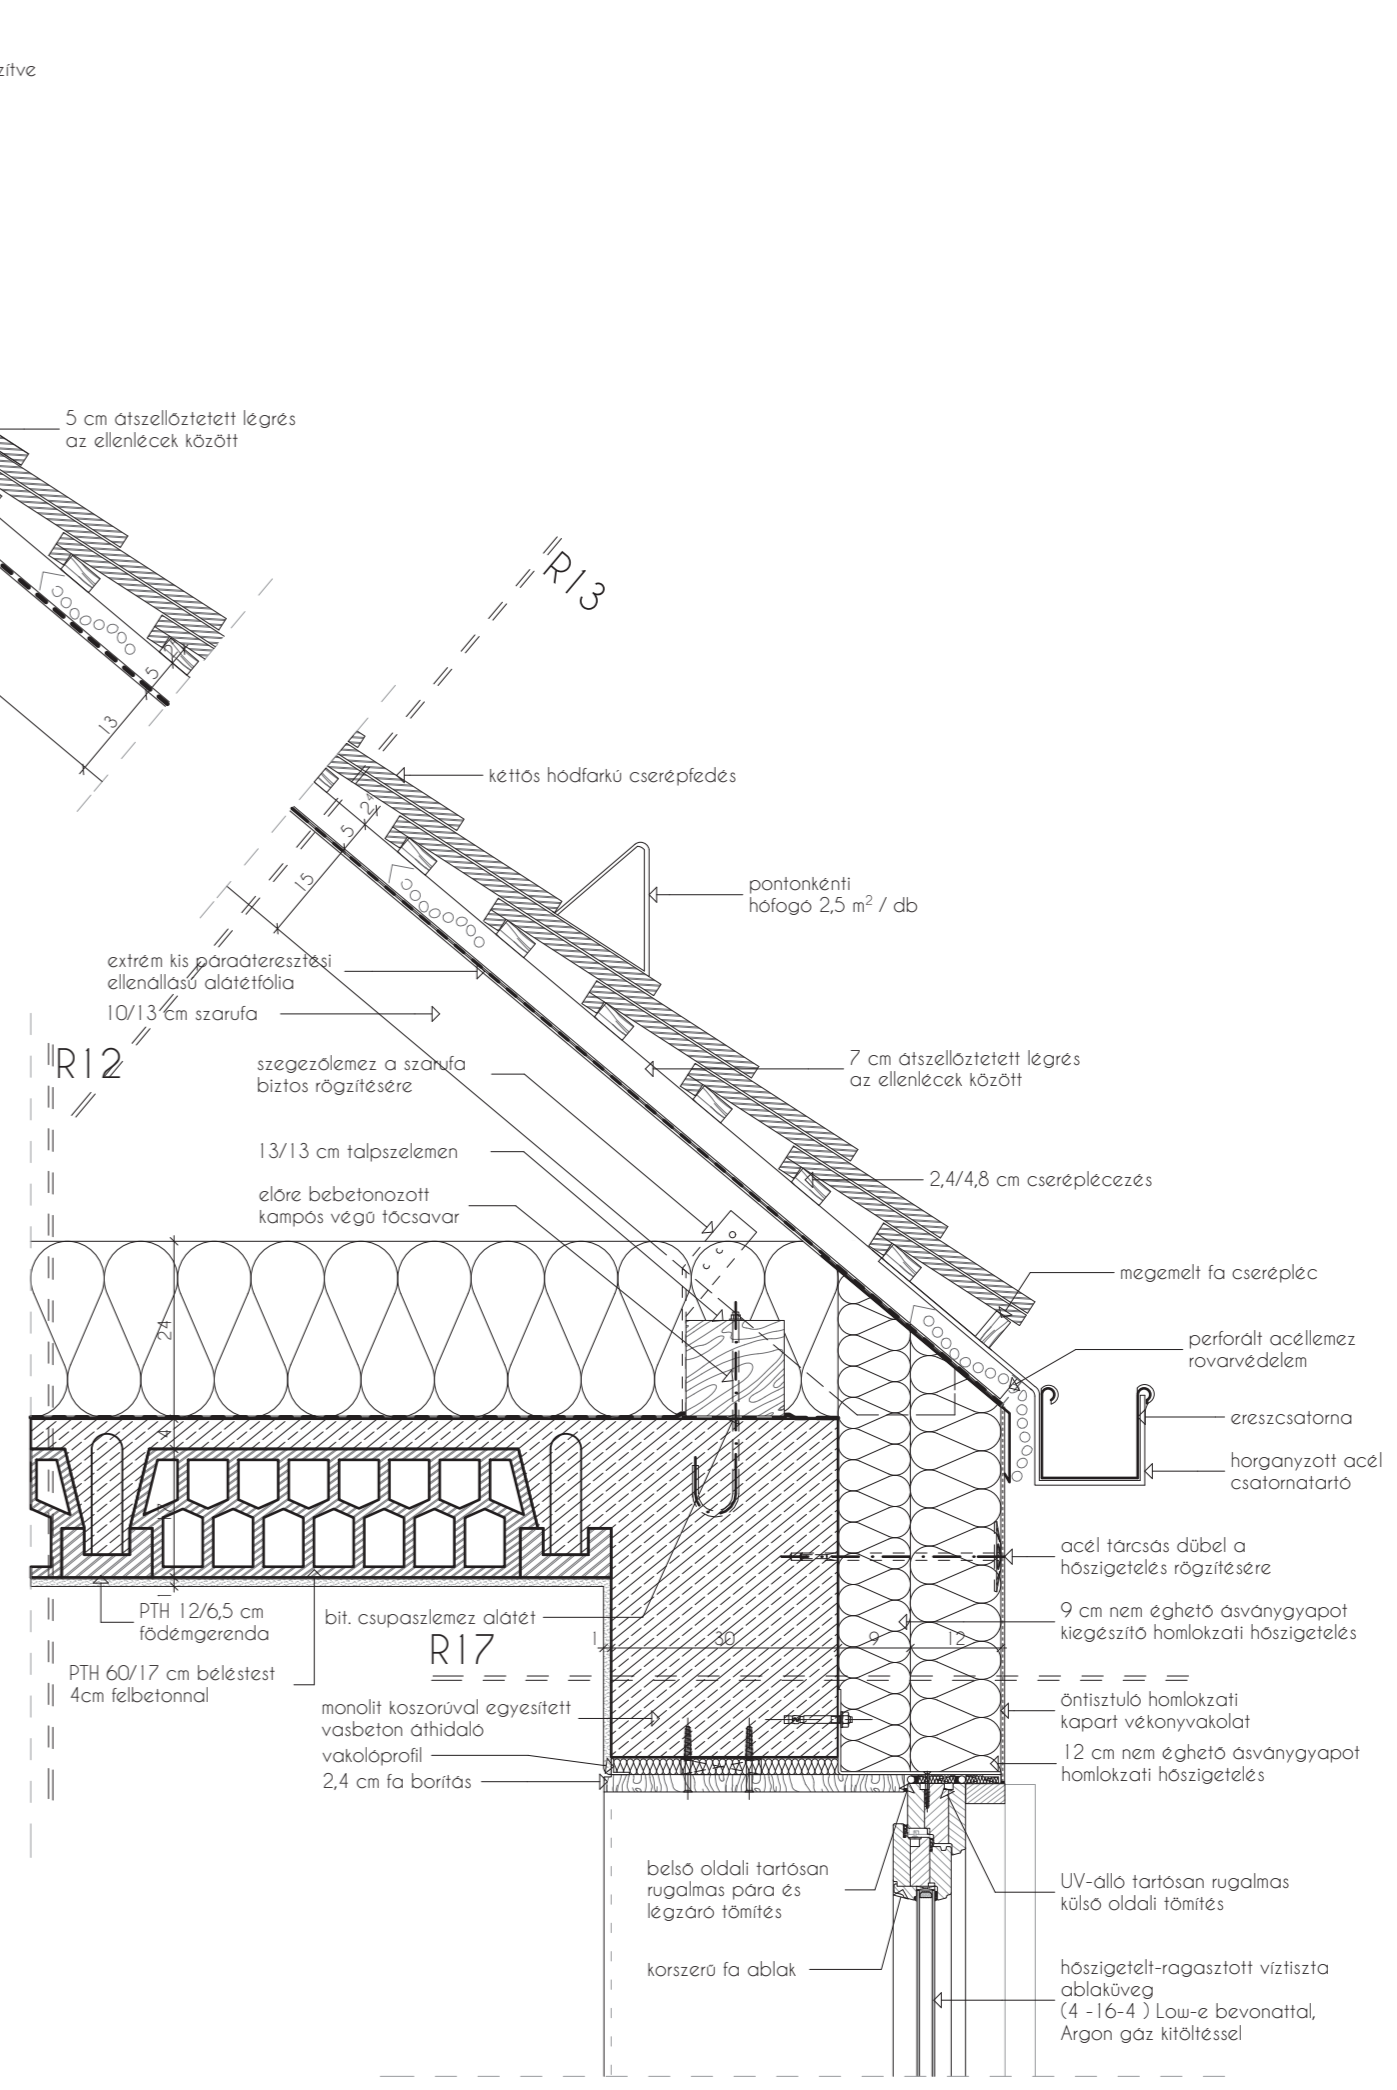 zítve
5 cm átszellőztetett légrés
az ellenlécek között
R13
2⁴
5
13
kéttős hódfarkú cserépfedés
2⁴
5
15
pontonkénti
hófogó 2,5 m² / db
extrém kis páraáteresztési
ellenállású alátétfólia
10/13 cm szarufa
R12
szegezőlemez a szarufa
biztos rögzítésére
7 cm átszellőztetett légrés
az ellenlécek között
13/13 cm talpszelemen
2,4/4,8 cm cseréplécezés
előre bebetonozott
kampós végű tőcsavar
megemelt fa cserépléc
24
perforált acéllemez
rovarvédelem
ereszcsatorna
4
horganyzott acél
csatornatartó
17
acél tárcsás dübel a
hőszigetelés rögzítésére
1
PTH 12/6,5 cm
födémgerenda
bit. csupaszlemez alátét
9 cm nem éghető ásványgyapot
kiegészítő homlokzati hőszigetelés
1 30 9 12
R17
PTH 60/17 cm béléstest
4cm felbetonnal
monolit koszorúval egyesített
vasbeton áthidaló
öntisztuló homlokzati
kapart vékonyvakolat
vakolóprofil
2,4 cm fa borítás
12 cm nem éghető ásványgyapot
homlokzati hőszigetelés
belső oldali tartósan
rugalmas pára és
légzáró tömítés
UV-álló tartósan rugalmas
külső oldali tömítés
korszerű fa ablak
hőszigetelt-ragasztott víztiszta
ablaküveg
(4 -16-4 ) Low-e bevonattal,
Argon gáz kitöltéssel